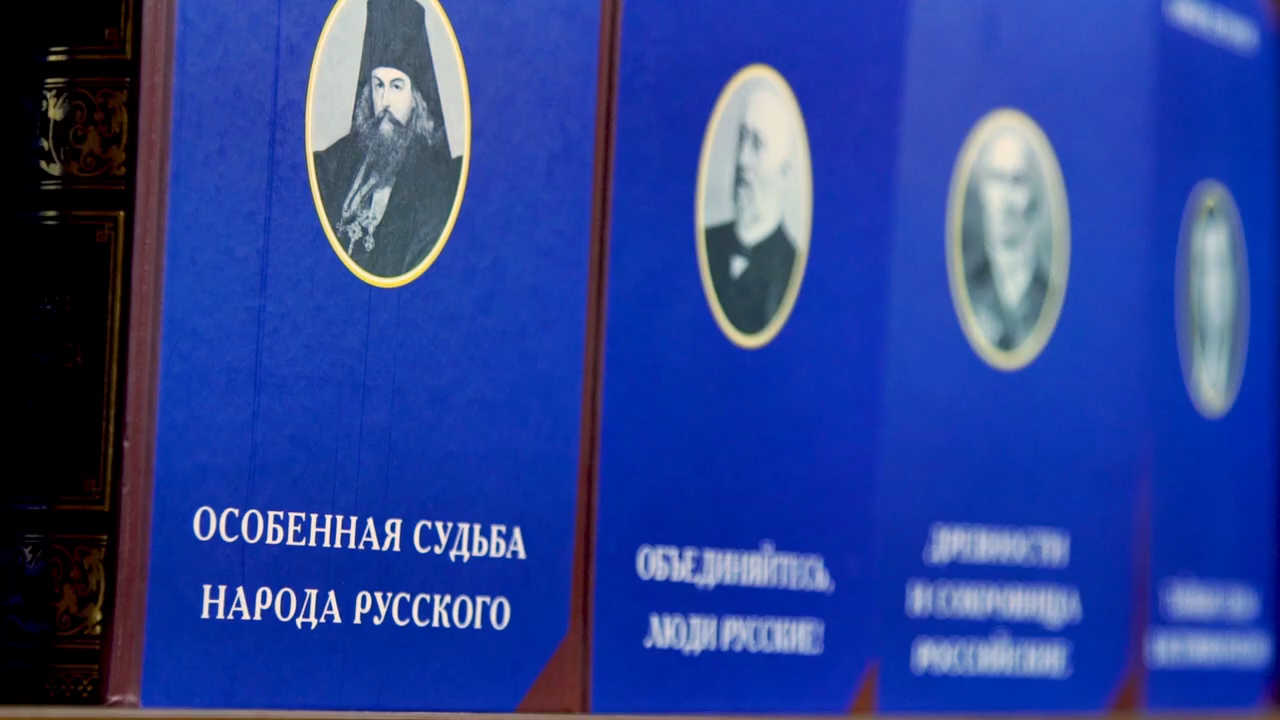 ОСОБЕННАЯ СУДЬБА
НАРОДА РУССКОГО
ОБЪЕДИНЯЙТЕСЬ,
ЛЮДИ РУССКИЕ!
ДРЕВНОСТИ
И СОКРОВИЩА
РОССИЙСКИЕ